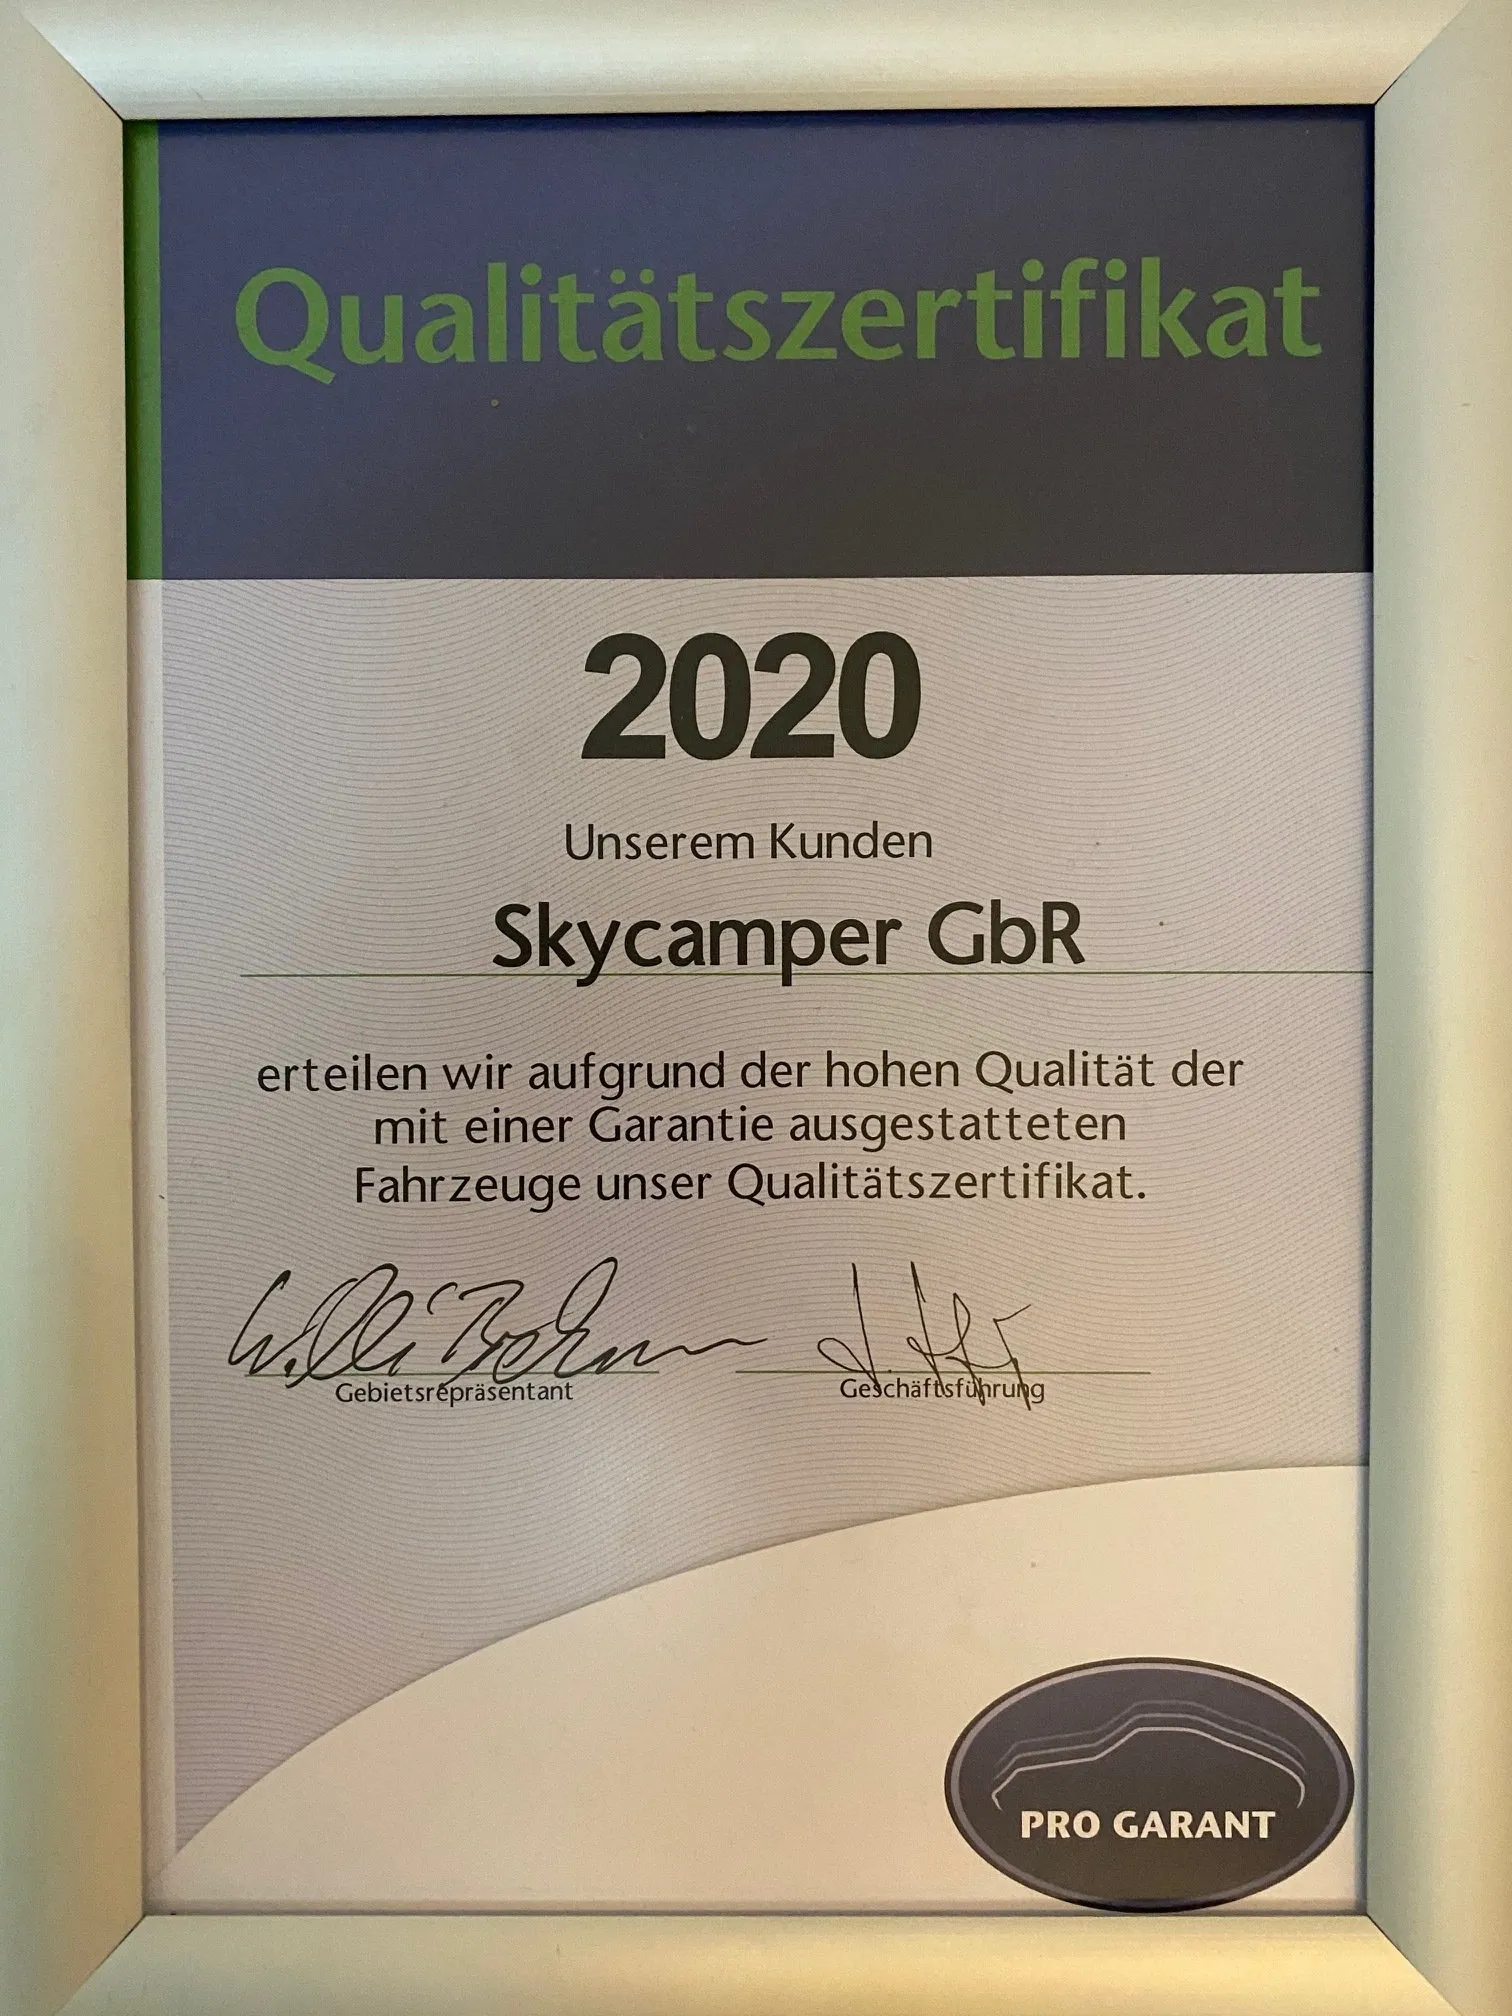 Qualitätszertifikat
2020
Unserem Kunden
Skycamper GbR
erteilen wir aufgrund der hohen Qualität der
mit einer Garantie ausgestatteten
Fahrzeuge unser Qualitätszertifikat.
Gebietsrepräsentant
Geschäftsführung
PRO GARANT